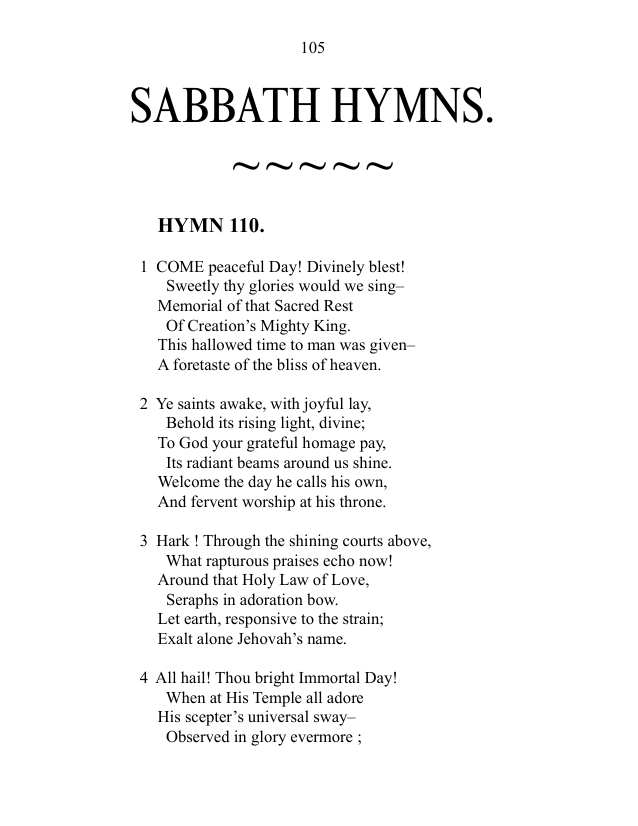 105
SABBATH HYMNS.
~~~~~
HYMN 110.
1 COME peaceful Day! Divinely blest!
Sweetly thy glories would we sing–
Memorial of that Sacred Rest
Of Creation’s Mighty King.
This hallowed time to man was given–
A foretaste of the bliss of heaven.
2 Ye saints awake, with joyful lay,
Behold its rising light, divine;
To God your grateful homage pay,
Its radiant beams around us shine.
Welcome the day he calls his own,
And fervent worship at his throne.
3 Hark ! Through the shining courts above,
What rapturous praises echo now!
Around that Holy Law of Love,
Seraphs in adoration bow.
Let earth, responsive to the strain;
Exalt alone Jehovah’s name.
4 All hail! Thou bright Immortal Day!
When at His Temple all adore
His scepter’s universal sway–
Observed in glory evermore ;